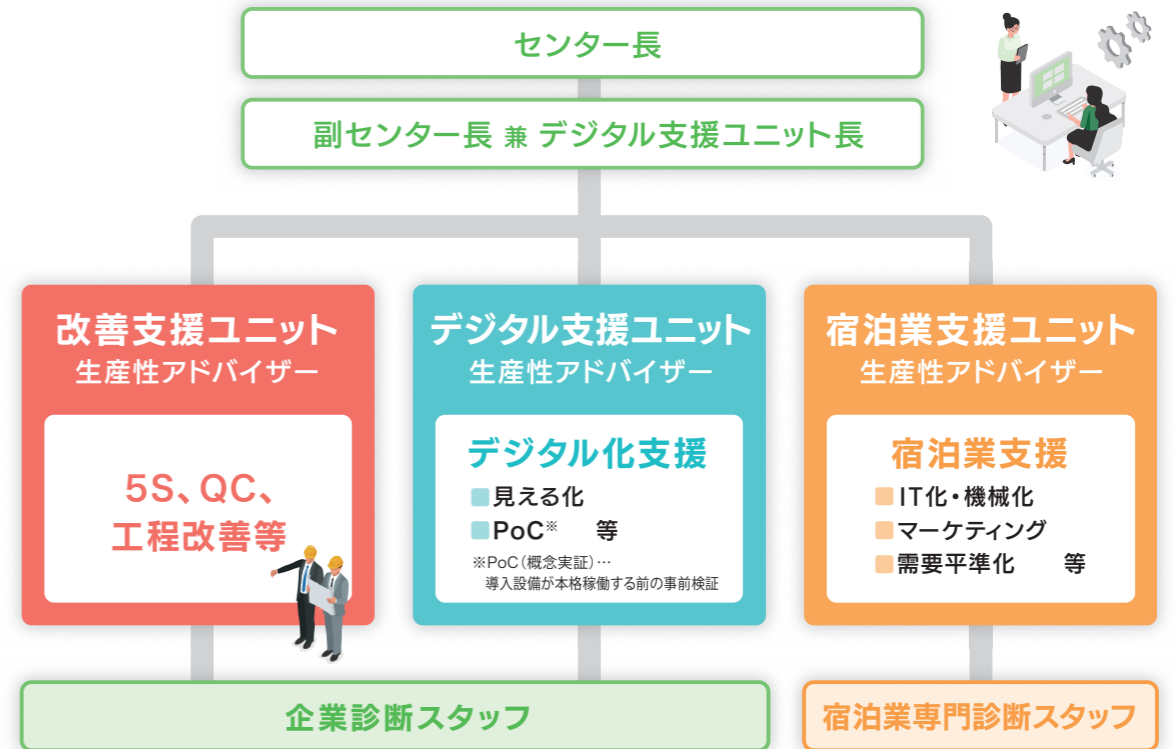 センター長
副センター長 兼 デジタル支援ユニット長
改善支援ユニット
生産性アドバイザー
5S、QC、
工程改善等
デジタル支援ユニット
生産性アドバイザー
デジタル化支援
■見える化
■PoC※ 等
※PoC(概念実証)…
導入設備が本格稼働する前の事前検証
宿泊業支援ユニット
生産性アドバイザー
宿泊業支援
■IT化・機械化
■マーケティング
■需要平準化 等
企業診断スタッフ
宿泊業専門診断スタッフ